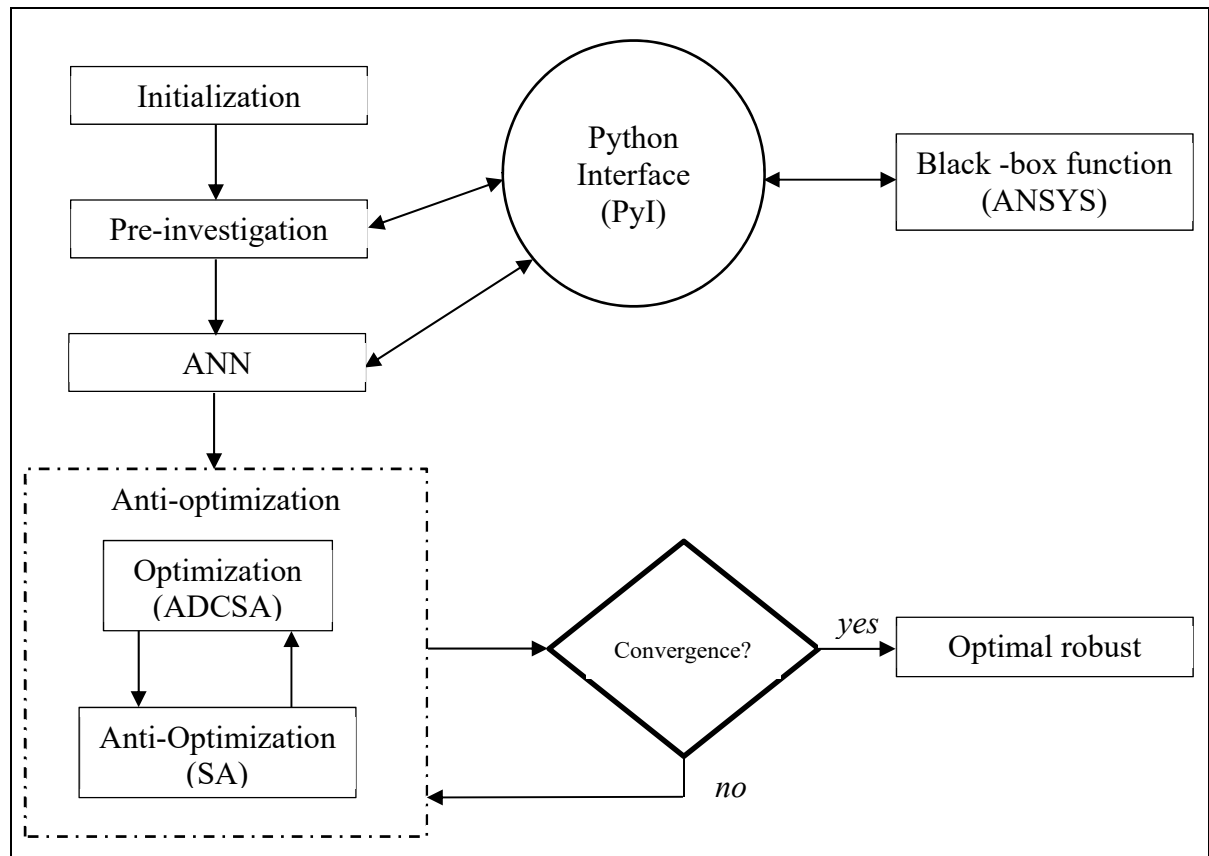 Initialization
Python
Interface
(PyI)
Black -box function
(ANSYS)
Pre-investigation
ANN
Anti-optimization
Optimization
(ADCSA)
Anti-Optimization
(SA)
Convergence?
yes
Optimal robust
no